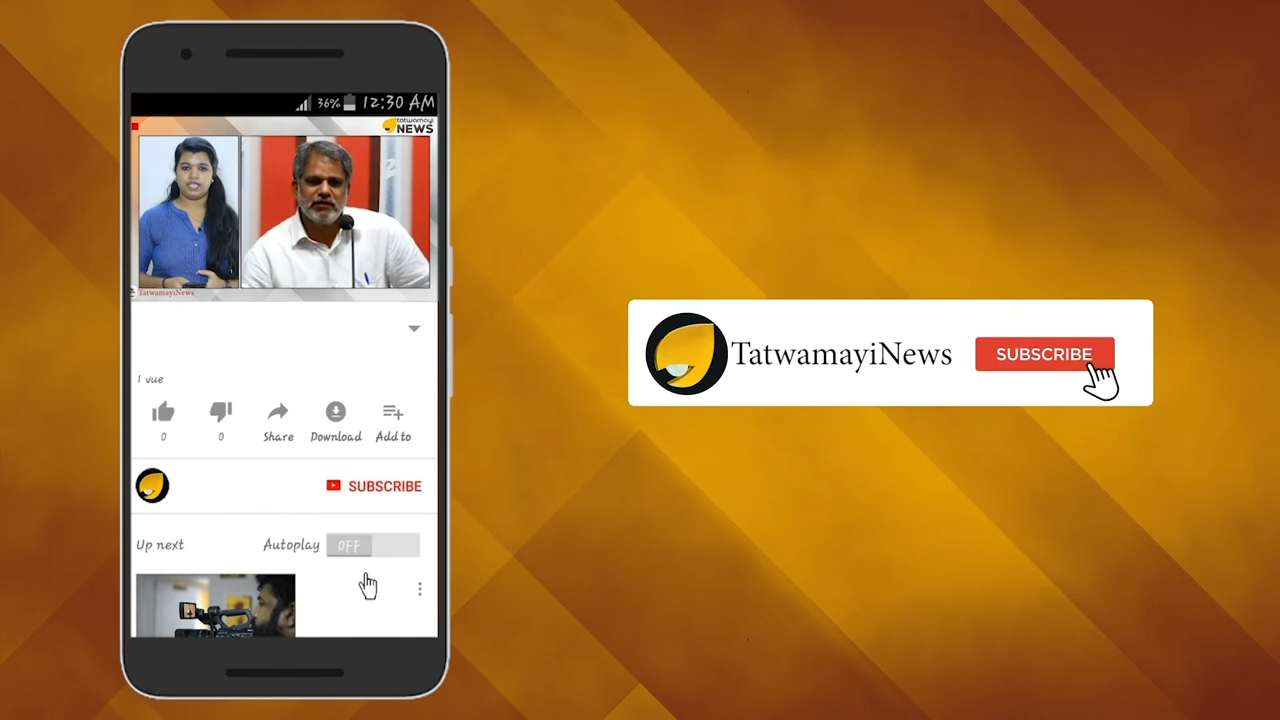 36% 12:30 AM
tatwamayi
NEWS
TatwamayiNews
1 vue
0 0 Share Download Add to
SUBSCRIBE
Up next Autoplay OFF
TatwamayiNews SUBSCRIBE